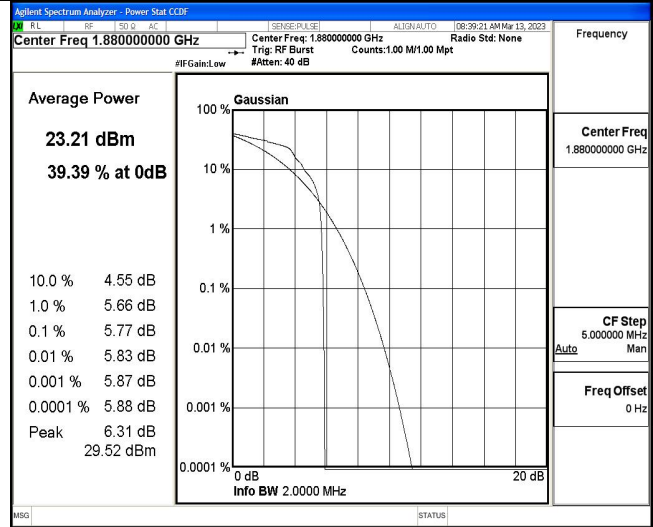 Agilent Spectrum Analyzer - Power Stat CCDF
LXI RL RF 50 Ω AC SENSE:PULSE ALIGN AUTO 08:39:21 AM Mar 13, 2023
Center Freq 1.880000000 GHz
Center Freq: 1.880000000 GHz Radio Std: None
Trig: RF Burst Counts:1.00 M/1.00 Mpt
#IFGain:Low #Atten: 40 dB
Frequency
Average Power
23.21 dBm
39.39 % at 0dB
10.0 % 4.55 dB
1.0 % 5.66 dB
0.1 % 5.77 dB
0.01 % 5.83 dB
0.001 % 5.87 dB
0.0001 % 5.88 dB
Peak 6.31 dB
29.52 dBm
Gaussian
100 %
10 %
1 %
0.1 %
0.01 %
0.001 %
0.0001 %
0 dB 20 dB
Info BW 2.0000 MHz
Center Freq
1.880000000 GHz
CF Step
5.000000 MHz
Auto Man
Freq Offset
0 Hz
MSG STATUS